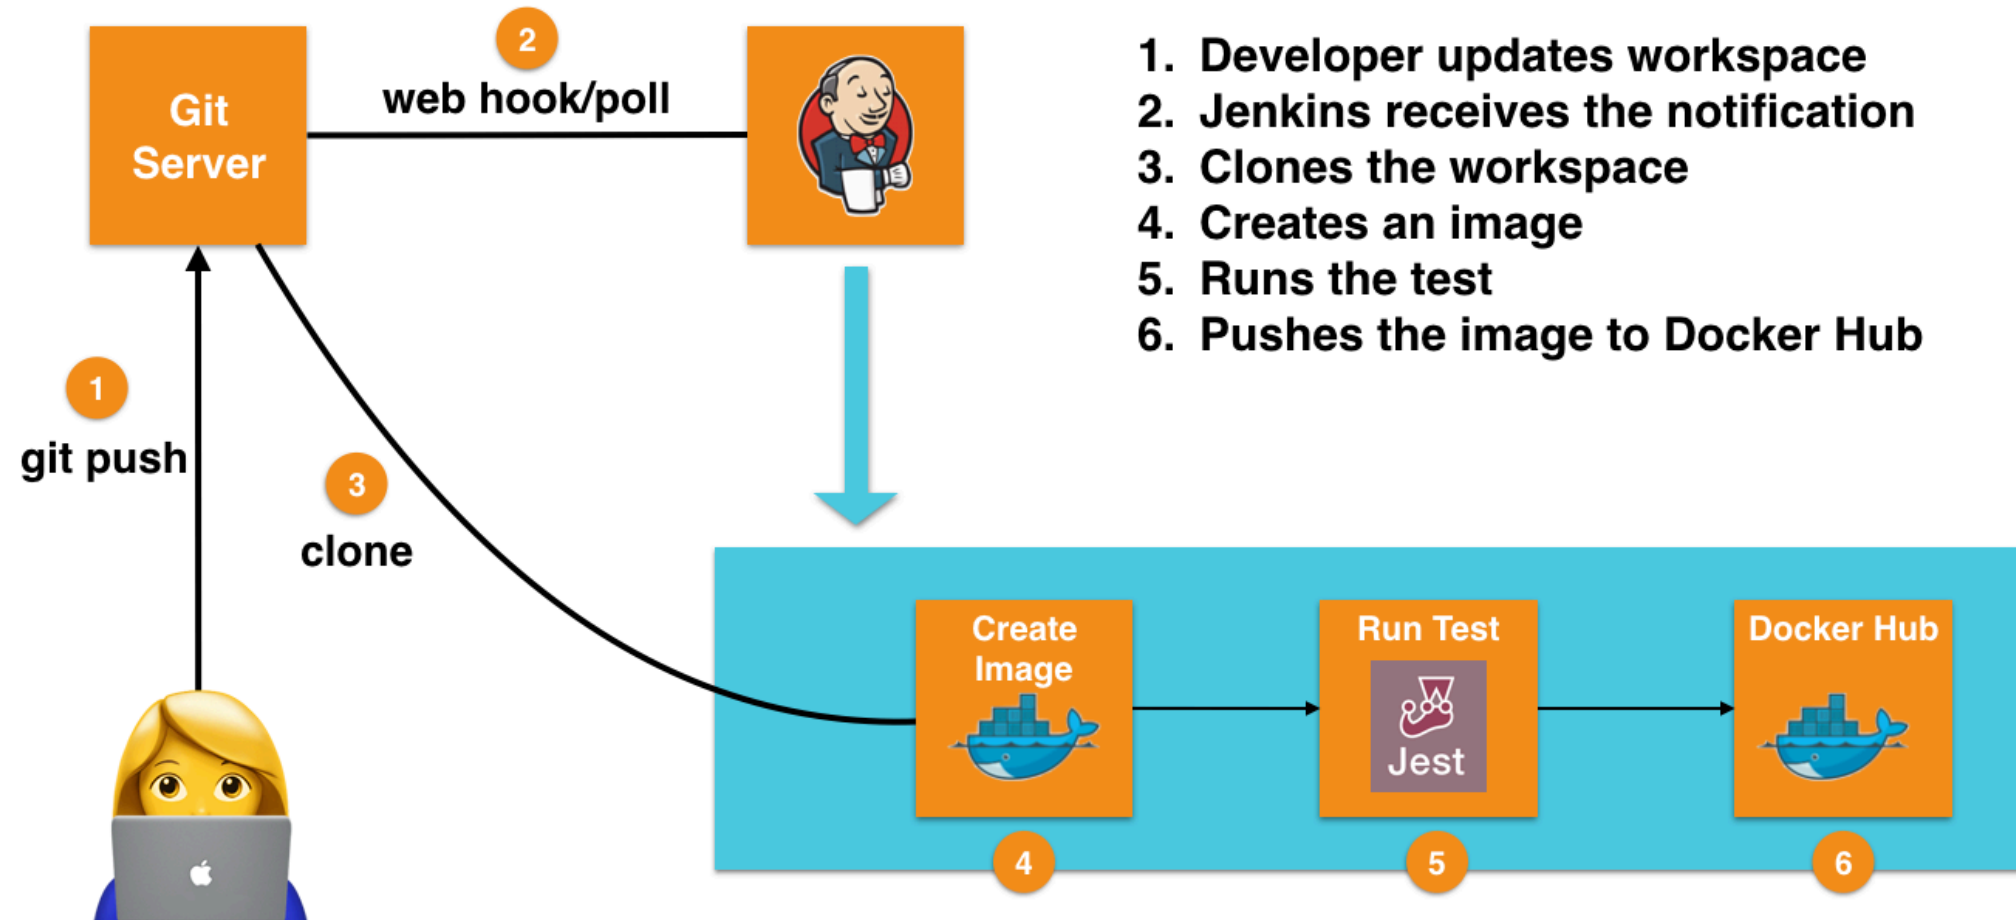 2
web hook/poll
Git
Server
1. Developer updates workspace
2. Jenkins receives the notification
3. Clones the workspace
4. Creates an image
5. Runs the test
6. Pushes the image to Docker Hub
1
git push
3
clone
Create
Image
Run Test
Jest
Docker Hub
4
5
6